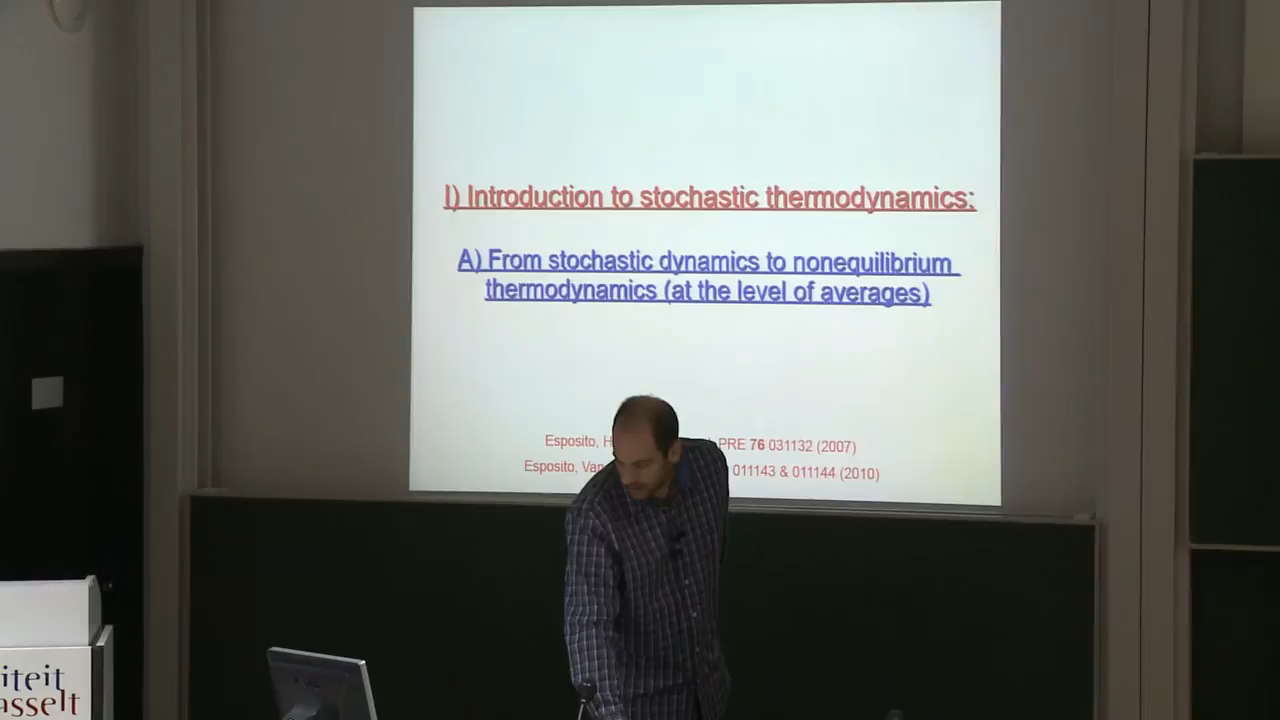 I) Introduction to stochastic thermodynamics:
A) From stochastic dynamics to nonequilibrium
thermodynamics (at the level of averages)
Esposito, PRE 76 031132 (2007)
Esposito, Van 011143 & 011144 (2010)
iteit
asselt